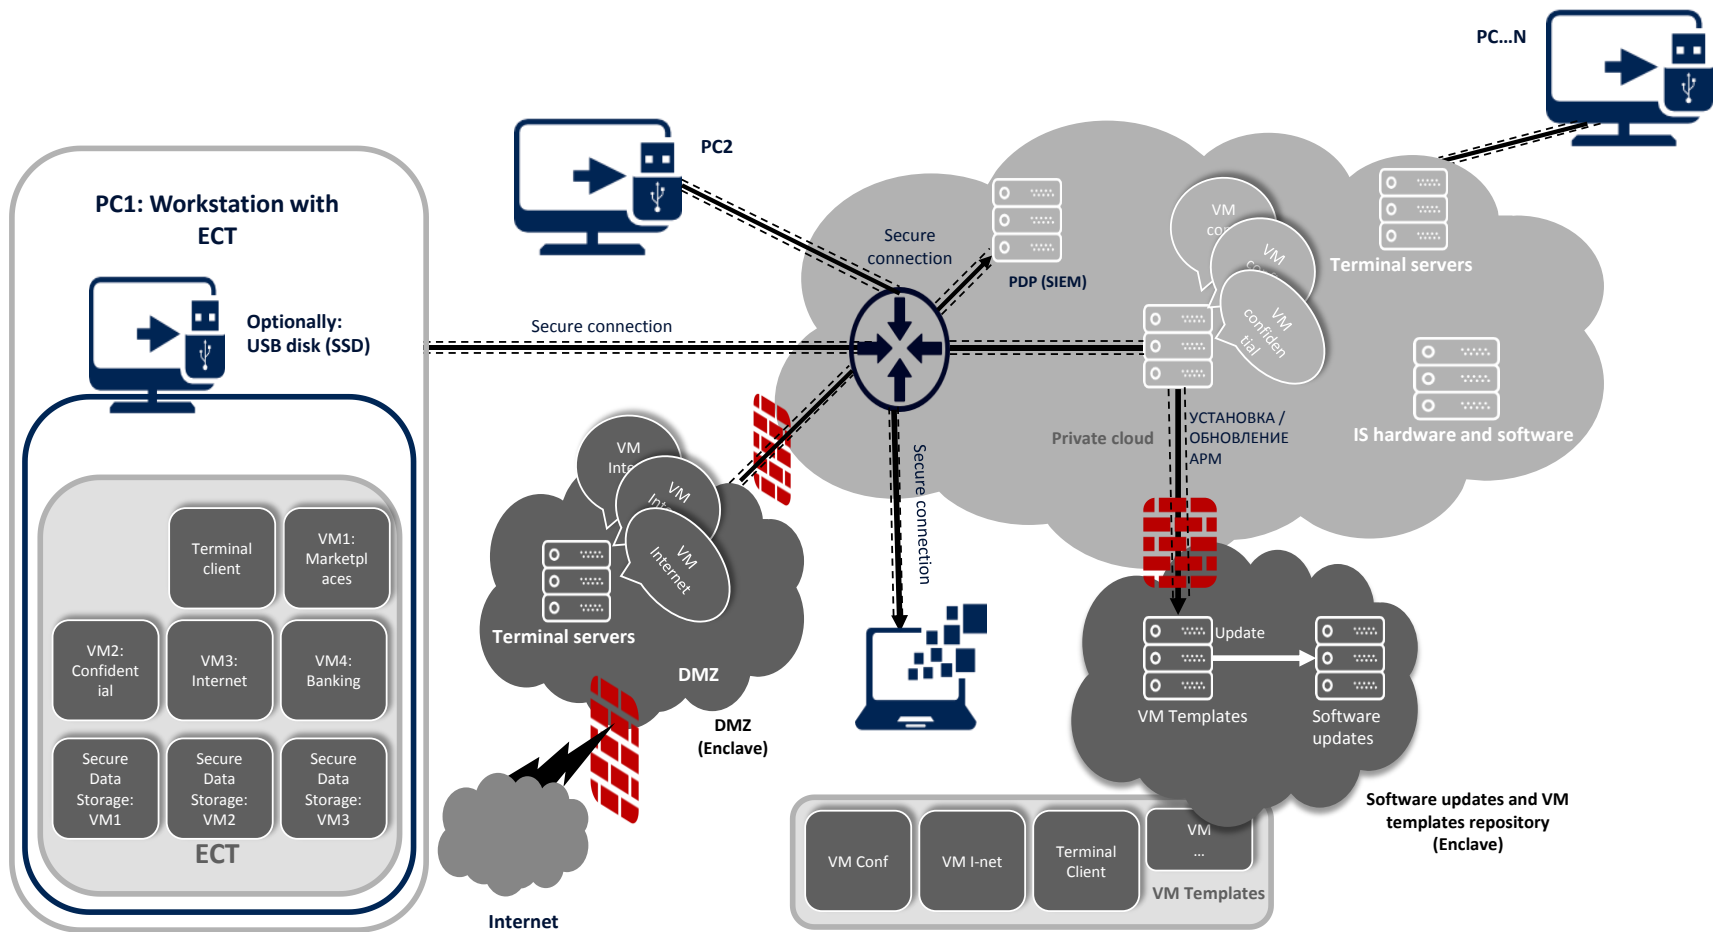 PC...N
PC2
PC1: Workstation with
ECT
Optionally:
USB disk (SSD)
Secure connection
Secure
connection
PDP (SIEM)
VM
VM
VM
confiden
tial
Terminal servers
IS hardware and software
Private cloud
УСТАНОВКА /
ОБНОВЛЕНИЕ
АРМ
Secure connection
VM
VM
VM
Internet
Terminal servers
DMZ
DMZ
(Enclave)
Internet
Terminal
client
VM1:
Marketpl
aces
VM2:
Confident
ial
VM3:
Internet
VM4:
Banking
Secure
Data
Storage:
VM1
Secure
Data
Storage:
VM2
Secure
Data
Storage:
VM3
ECT
Update
VM Templates
Software
updates
Software updates and VM
templates repository
(Enclave)
VM Conf
VM I-net
Terminal
Client
VM
...
VM Templates